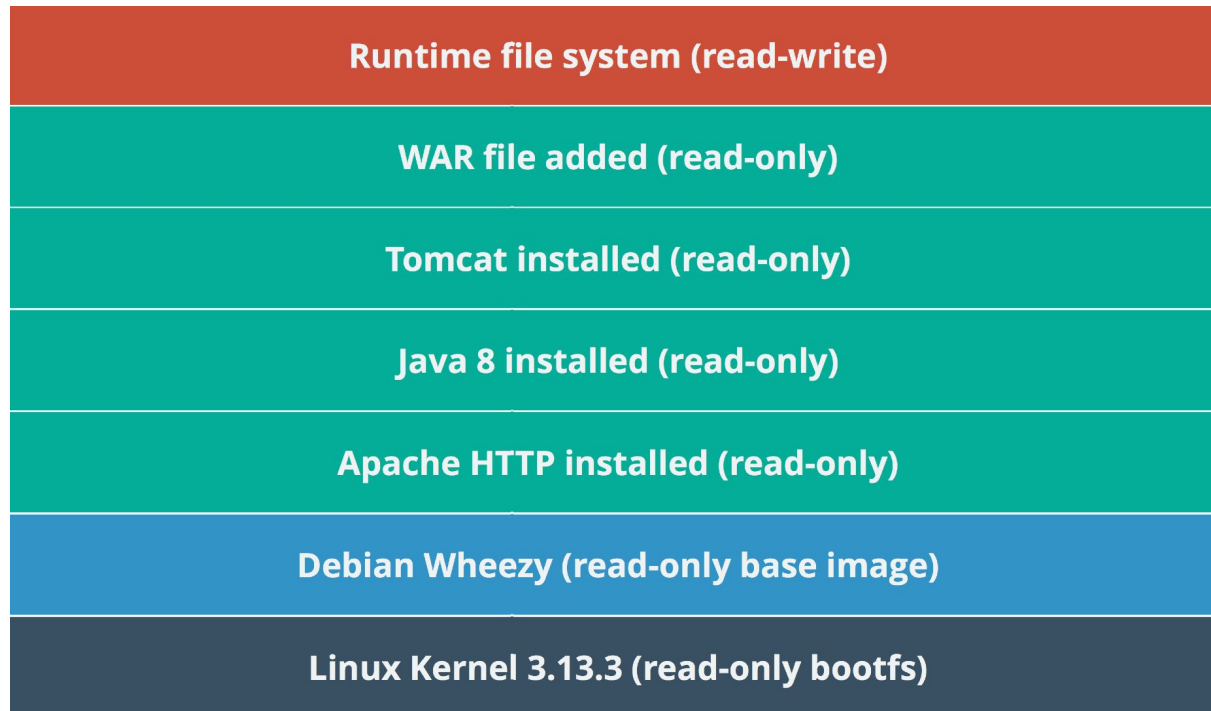 Runtime file system (read-write)
WAR file added (read-only)
Tomcat installed (read-only)
Java 8 installed (read-only)
Apache HTTP installed (read-only)
Debian Wheezy (read-only base image)
Linux Kernel 3.13.3 (read-only bootfs)